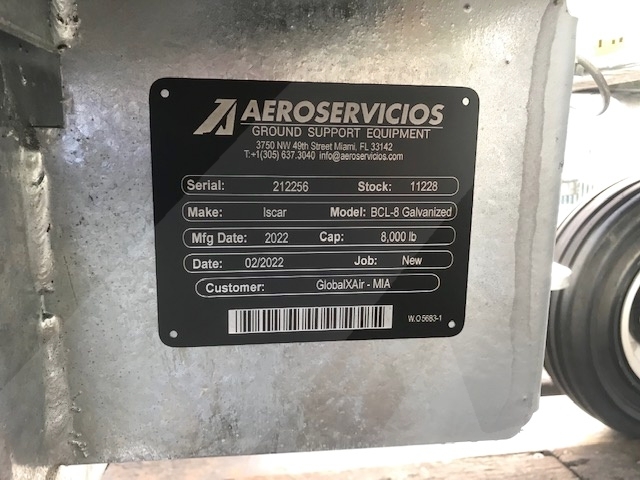 AEROSERVICIOS
GROUND SUPPORT EQUIPMENT
3750 NW 49th Street Miami, FL 33142
T:+1(305) 637.3040 info@aeroservicios.com
Serial: 212256 Stock: 11228
Make: Iscar Model: BCL-8 Galvanized
Mfg Date: 2022 Cap: 8,000 lb
Date: 02/2022 Job: New
Customer: GlobalXAir - MIA
W.O 5683-1